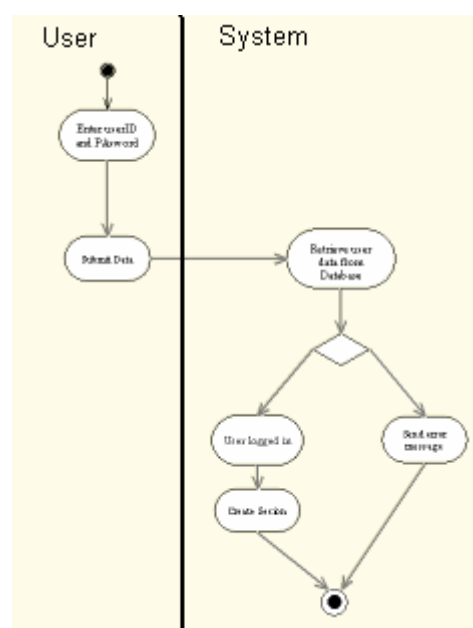 User
System
Enter userID
and Pasword
Submit Data
Retrieve user
data from
Database
User logged in
Send error
message
Create Session